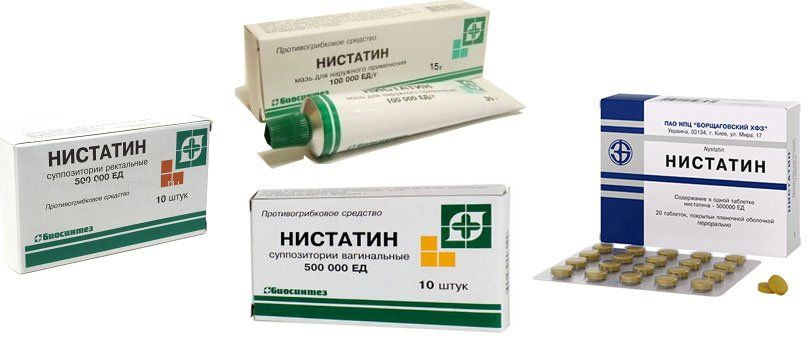 НИСТАТИН
суппозитории ректальные
500 000 ЕД
Противогрибковое средство
10 штук
Биосинтез
Противогрибковое средство
НИСТАТИН
мазь для наружного применения
100 000 ЕД/г
15г
Биосинтез
100 000 ЕД/г
30 г
Противогрибковое средство
НИСТАТИН
суппозитории вагинальные
500 000 ЕД
10 штук
Биосинтез
ПАО НПЦ "БОРЩАГОВСКИЙ ХФЗ"
Украина, 03134, г. Киев, ул. Мира, 17
Nystatin
НИСТАТИН
Содержание в одной таблетке
нистатина - 500000 ЕД
20 таблеток, покрытых пленочной оболочкой
перорально